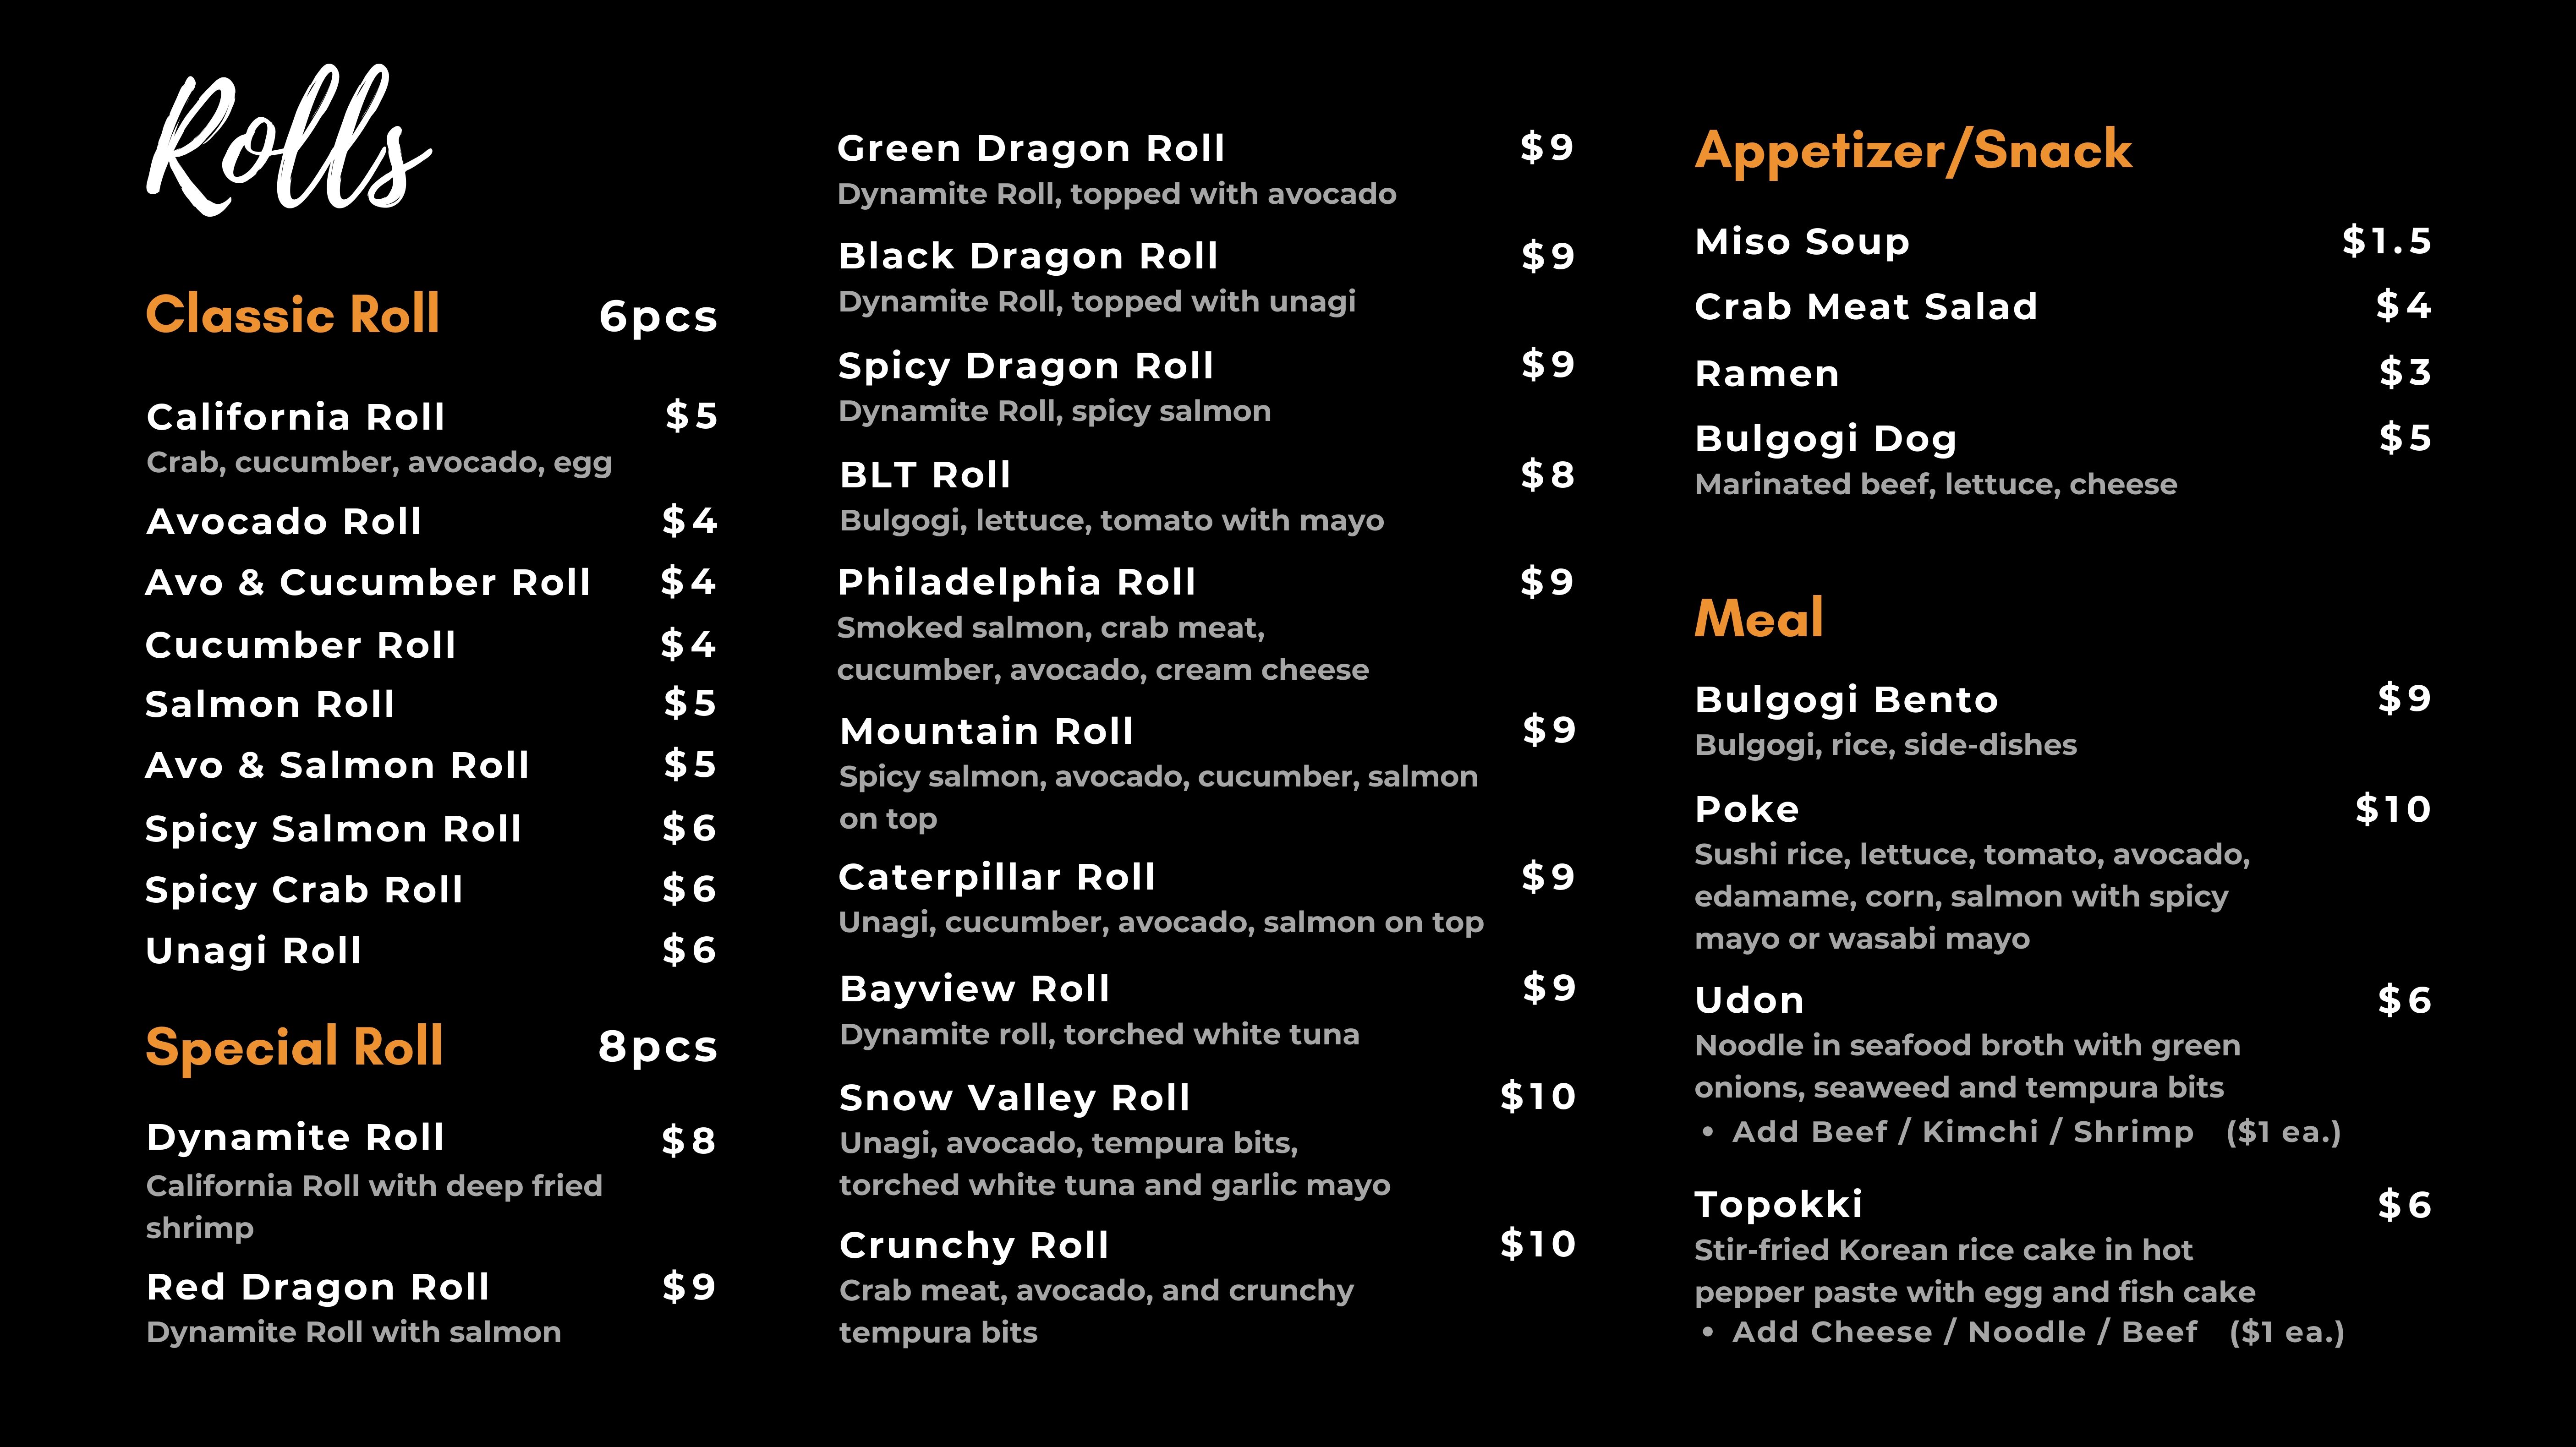 Rolls
Classic Roll 6pcs
California Roll $5
Crab, cucumber, avocado, egg
Avocado Roll $4
Avo & Cucumber Roll $4
Cucumber Roll $4
Salmon Roll $5
Avo & Salmon Roll $5
Spicy Salmon Roll $6
Spicy Crab Roll $6
Unagi Roll $6
Special Roll 8pcs
Dynamite Roll $8
California Roll with deep fried
shrimp
Red Dragon Roll $9
Dynamite Roll with salmon
Green Dragon Roll $9
Dynamite Roll, topped with avocado
Black Dragon Roll $9
Dynamite Roll, topped with unagi
Spicy Dragon Roll $9
Dynamite Roll, spicy salmon
BLT Roll $8
Bulgogi, lettuce, tomato with mayo
Philadelphia Roll $9
Smoked salmon, crab meat,
cucumber, avocado, cream cheese
Mountain Roll $9
Spicy salmon, avocado, cucumber, salmon
on top
Caterpillar Roll $9
Unagi, cucumber, avocado, salmon on top
Bayview Roll $9
Dynamite roll, torched white tuna
Snow Valley Roll $10
Unagi, avocado, tempura bits,
torched white tuna and garlic mayo
Crunchy Roll $10
Crab meat, avocado, and crunchy
tempura bits
Appetizer/Snack
Miso Soup $1.5
Crab Meat Salad $4
Ramen $3
Bulgogi Dog $5
Marinated beef, lettuce, cheese
Meal
Bulgogi Bento $9
Bulgogi, rice, side-dishes
Poke $10
Sushi rice, lettuce, tomato, avocado,
edamame, corn, salmon with spicy
mayo or wasabi mayo
Udon $6
Noodle in seafood broth with green
onions, seaweed and tempura bits
• Add Beef / Kimchi / Shrimp ($1 ea.)
Topokki $6
Stir-fried Korean rice cake in hot
pepper paste with egg and fish cake
• Add Cheese / Noodle / Beef ($1 ea.)